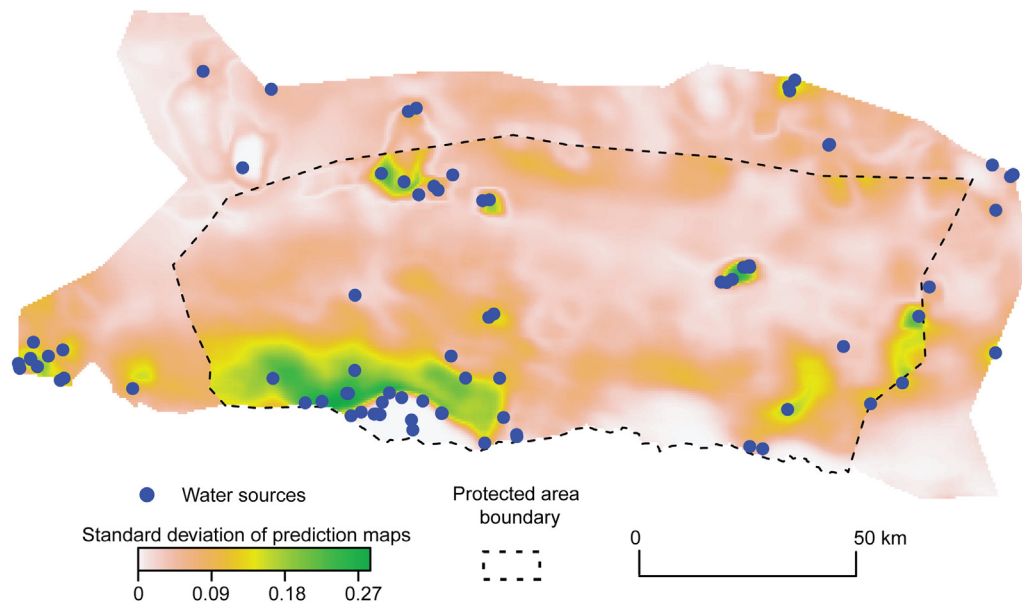 Water sources
Protected area
boundary
Standard deviation of prediction maps
0 0.09 0.18 0.27
0 50 km